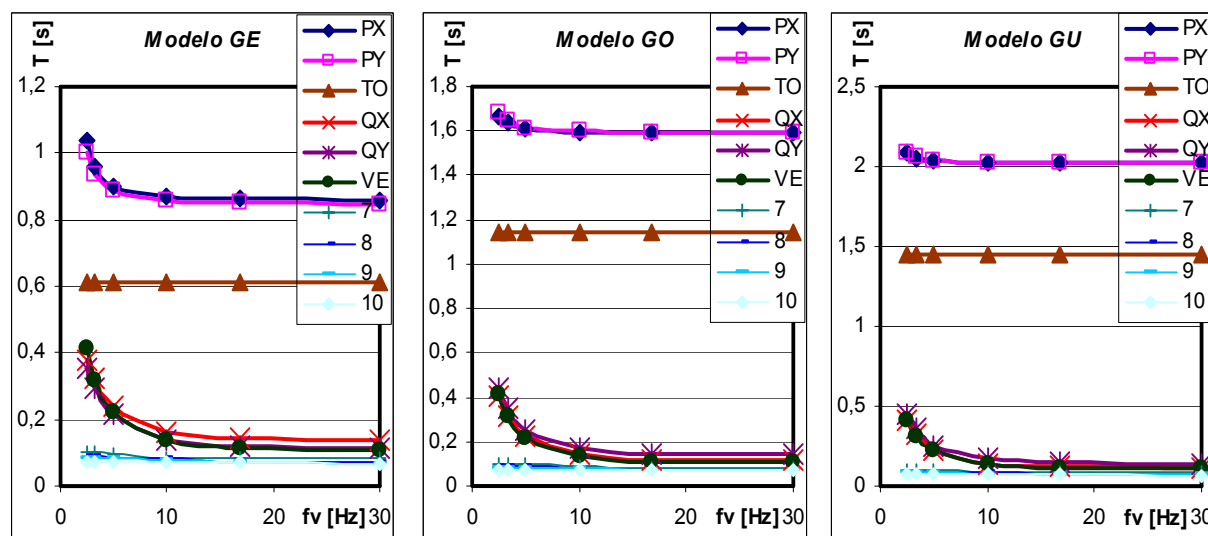 T [s]
Modelo GE
PX
PY
TO
QX
QY
VE
7
8
9
10
1,2
1
0,8
0,6
0,4
0,2
0
0
10
20
30
fv [Hz]
T [s]
Modelo GO
PX
PY
TO
QX
QY
VE
7
8
9
10
1,8
1,6
1,4
1,2
1
0,8
0,6
0,4
0,2
0
0
10
20
30
fv [Hz]
T [s]
Modelo GU
PX
PY
TO
QX
QY
VE
7
8
9
10
2,5
2
1,5
1
0,5
0
0
10
20
30
fv [Hz]